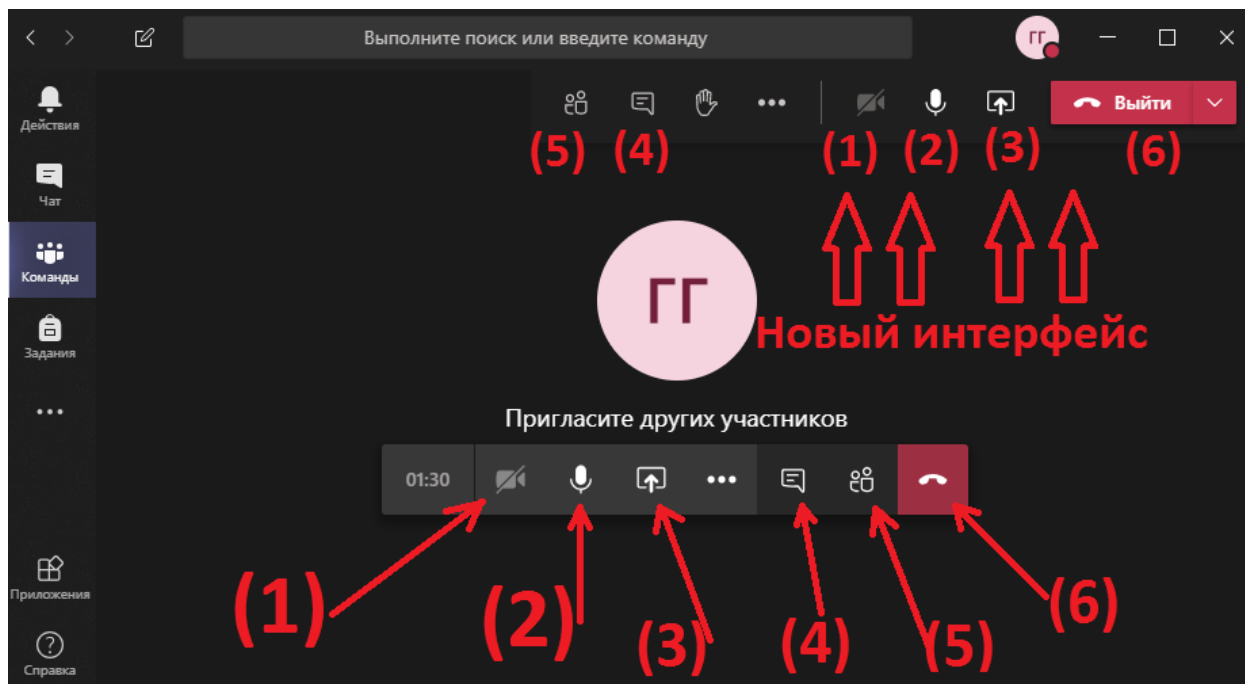 Выполните поиск или введите команду
ГГ
Действия
Выйти
(5) (4) (1) (2) (3) (6)
Чат
Команды
ГГ
Новый интерфейс
Задания
Пригласите других участников
01:30
(1) (2) (3) (4) (5) (6)
Приложения
Справка